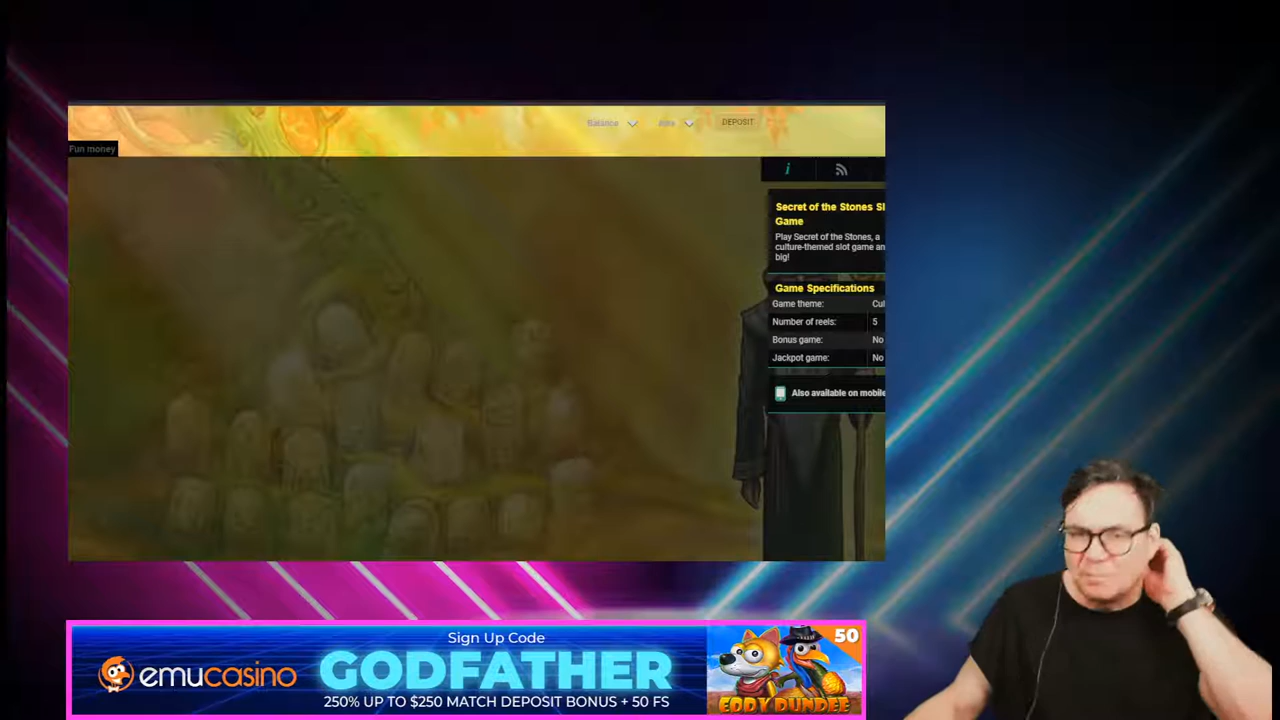 Balance
DEPOSIT
Fun money
i
Secret of the Stones Sl
Game
Play Secret of the Stones, a
culture-themed slot game an
big!
Game Specifications
Game theme: Cul
Number of reels: 5
Bonus game: No
Jackpot game: No
Also available on mobile
Sign Up Code
emucasino
GODFATHER
250% UP TO $250 MATCH DEPOSIT BONUS + 50 FS
50
EDDY DUNDEE